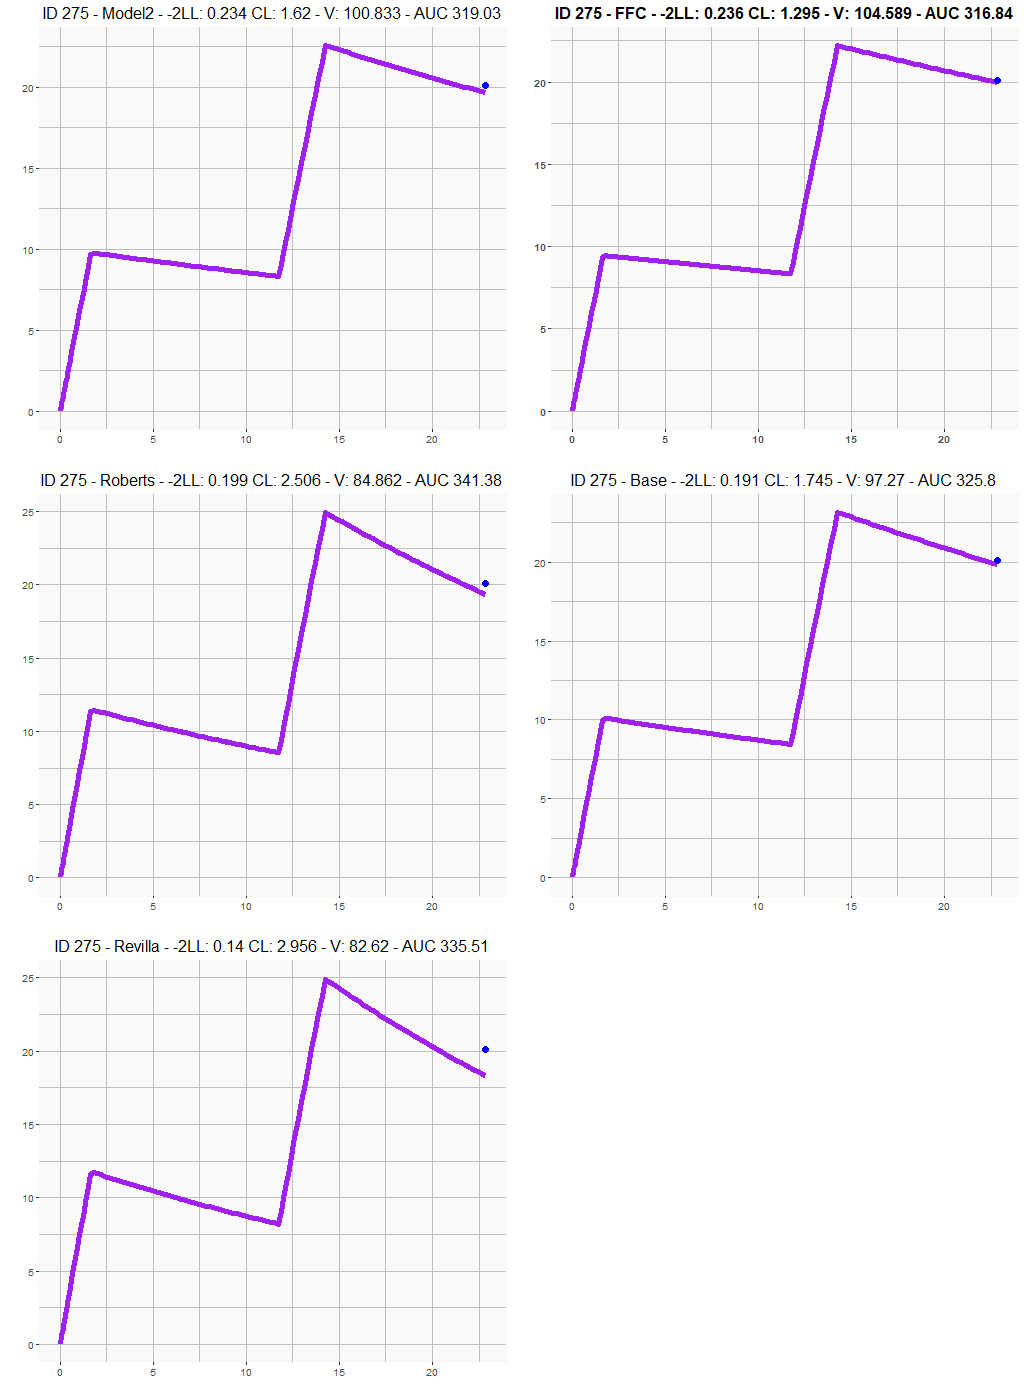 ID 275 - Model2 - -2LL: 0.234 CL: 1.62 - V: 100.833 - AUC 319.03
20
15
10
5
0
0 5 10 15 20
ID 275 - FFC - -2LL: 0.236 CL: 1.295 - V: 104.589 - AUC 316.84
20
15
10
5
0
0 5 10 15 20
ID 275 - Roberts - -2LL: 0.199 CL: 2.506 - V: 84.862 - AUC 341.38
25
20
15
10
5
0
0 5 10 15 20
ID 275 - Base - -2LL: 0.191 CL: 1.745 - V: 97.27 - AUC 325.8
20
15
10
5
0
0 5 10 15 20
ID 275 - Revilla - -2LL: 0.14 CL: 2.956 - V: 82.62 - AUC 335.51
25
20
15
10
5
0
0 5 10 15 20